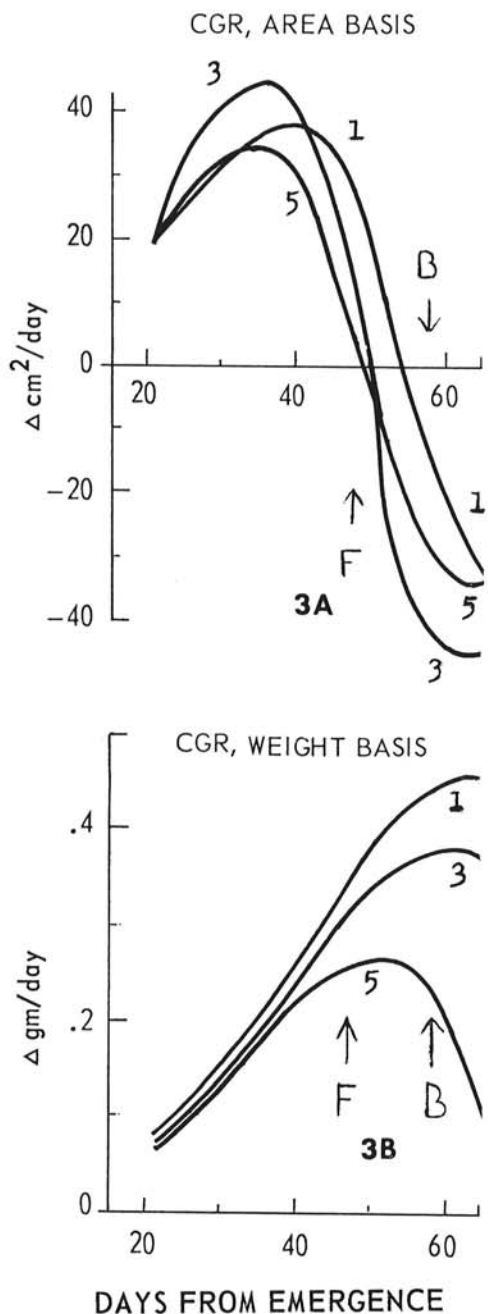 CGR, AREA BASIS
3
40
1
5
20
B
↓
Δ cm²/day
0
20
40
60
-20
↑
F
1
5
-40
3A
3
CGR, WEIGHT BASIS
1
.4
3
Δ gm/day
5
.2
↑
↑
F
B
3B
0
20
40
60
DAYS FROM EMERGENCE